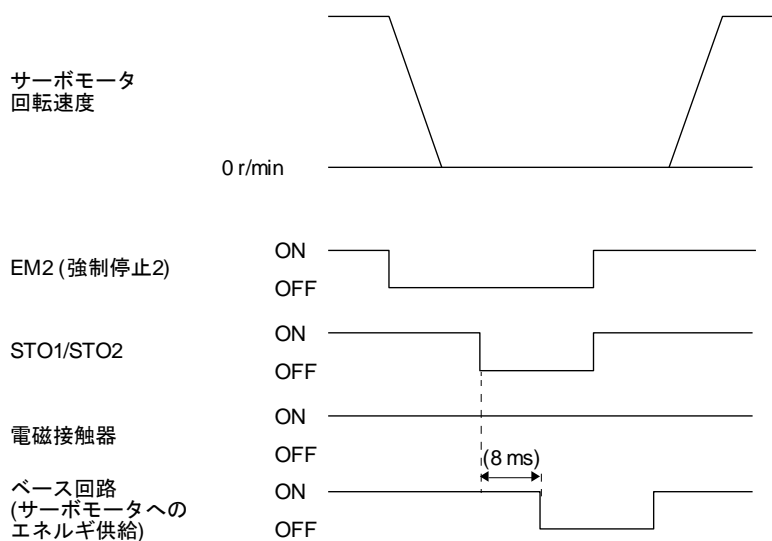 サーボモータ
回転速度
0 r/min
EM2 (強制停止2)
ON
OFF
STO1/STO2
ON
OFF
電磁接触器
ON
OFF
(8 ms)
ベース回路
(サーボモータへの
エネルギ供給)
ON
OFF